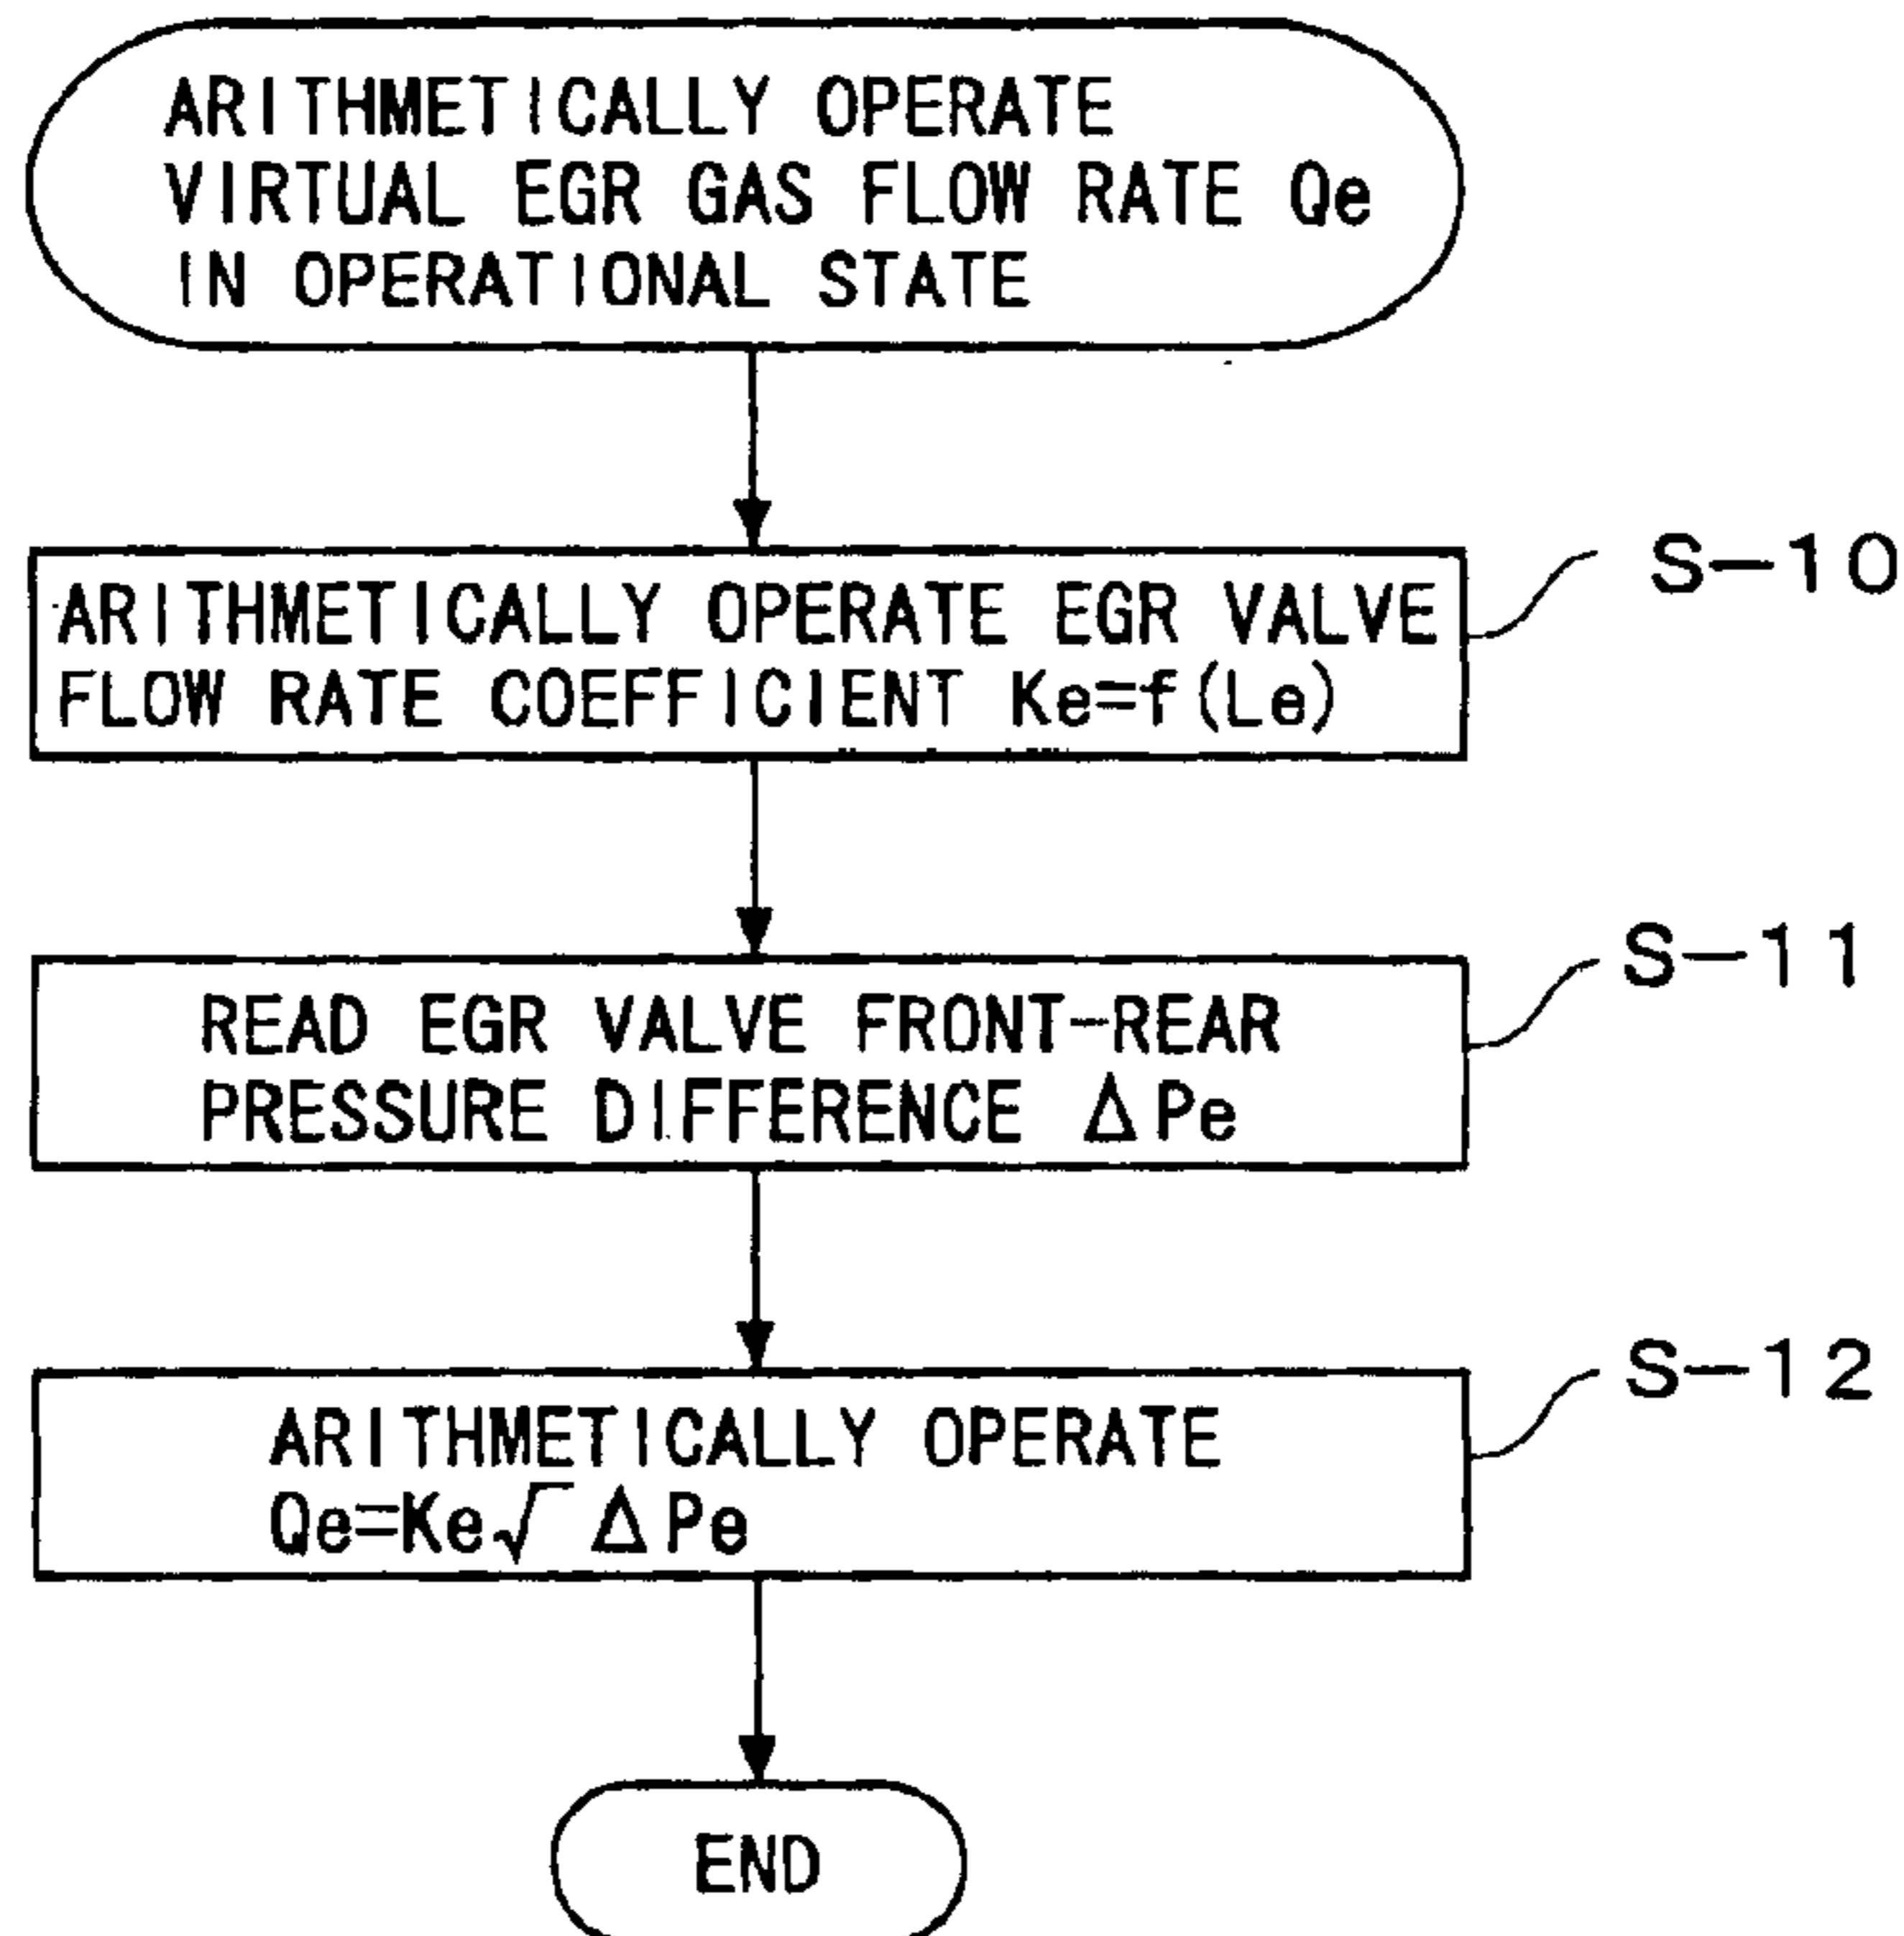 ARITHMETICALLY OPERATE
VIRTUAL EGR GAS FLOW RATE Qe
IN OPERATIONAL STATE
S-10
ARITHMETICALLY OPERATE EGR VALVE
FLOW RATE COEFFICIENT Ke=f(Le)
S-11
READ EGR VALVE FRONT-REAR
PRESSURE DIFFERENCE ΔPe
S-12
ARITHMETICALLY OPERATE
Qe=Ke√ΔPe
END